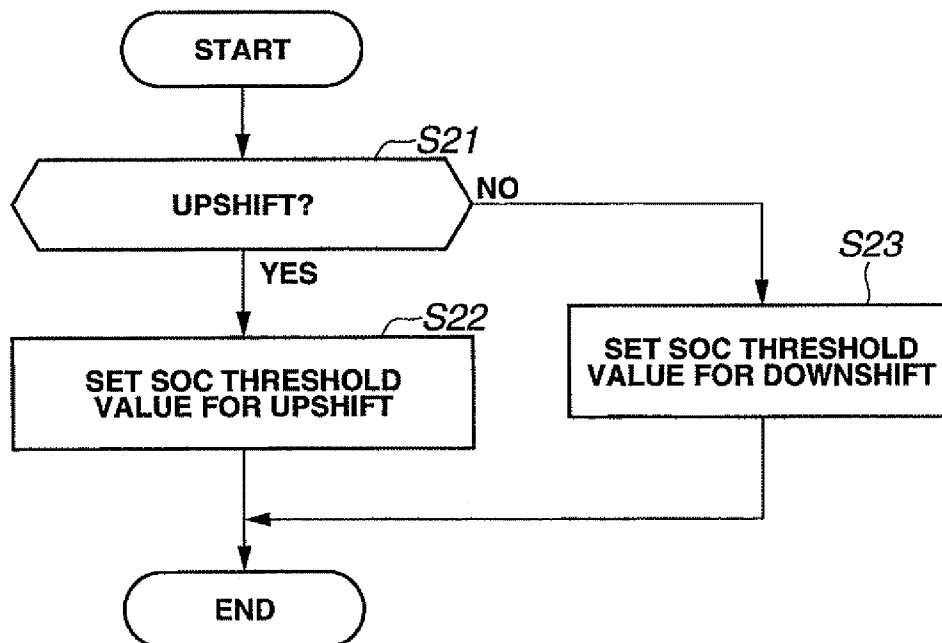 START
S21
UPSHIFT?
NO
YES
S22
SET SOC THRESHOLD
VALUE FOR UPSHIFT
S23
SET SOC THRESHOLD
VALUE FOR DOWNSHIFT
END